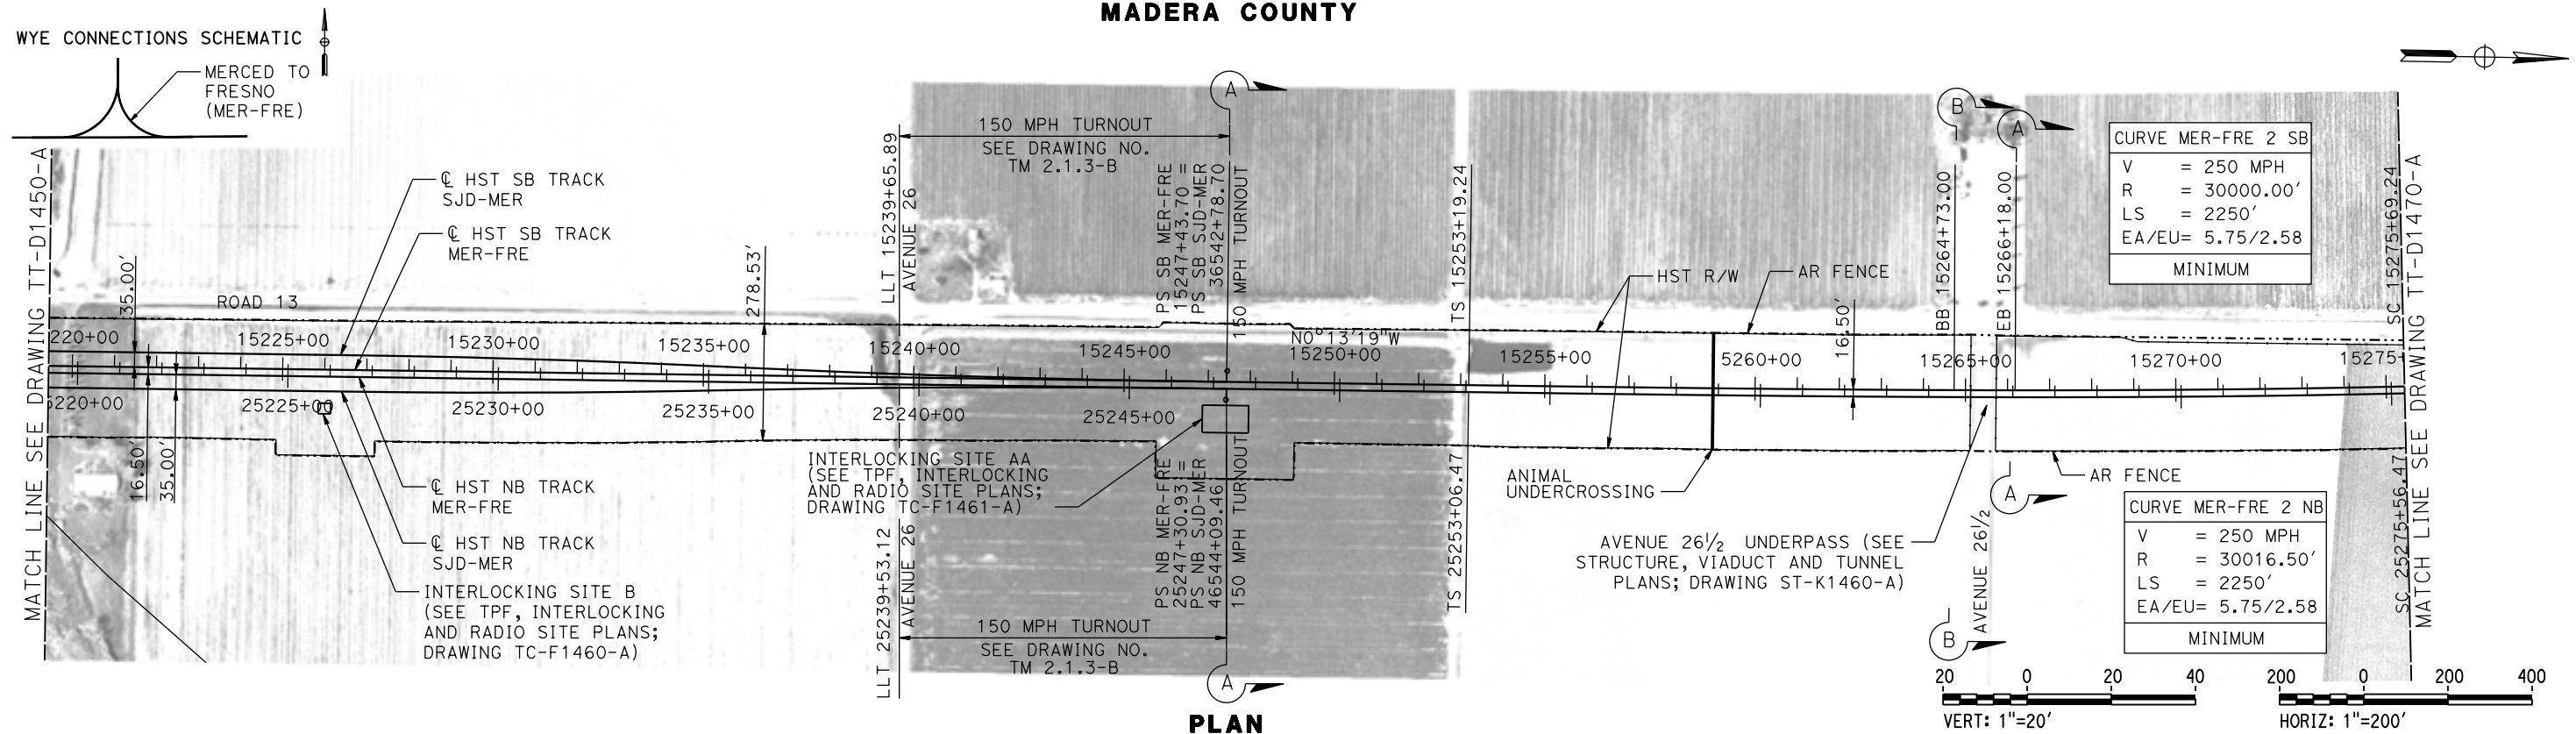 MADERA COUNTY
WYE CONNECTIONS SCHEMATIC
MERCED TO
FRESNO
(MER-FRE)
MATCH LINE SEE DRAWING TT-D1450-A
35.00'
℄ HST SB TRACK
SJD-MER
℄ HST SB TRACK
MER-FRE
ROAD 13
278.53'
LLT 15239+65.89
AVENUE 26
150 MPH TURNOUT
SEE DRAWING NO.
TM 2.1.3-B
A
PS SB MER-FRE
15247+43.70 =
PS SB SJD-MER
36542+78.70
150 MPH TURNOUT
TS 15253+19.24
HST R/W
AR FENCE
16.50'
B
A
BB 15264+73.00
EB 15266+18.00
CURVE MER-FRE 2 SB
V = 250 MPH
R = 30000.00'
LS = 2250'
EA/EU= 5.75/2.58
MINIMUM
SC 15275+69.24
MATCH LINE SEE DRAWING TT-D1470-A
220+00
15225+00
15230+00
15235+00
15240+00
15245+00
N0°13'19"W
15250+00
15255+00
5260+00
15265+00
15270+00
15275+
5220+00
25225+00
25230+00
25235+00
25240+00
25245+00
16.50'
35.00'
℄ HST NB TRACK
MER-FRE
℄ HST NB TRACK
SJD-MER
INTERLOCKING SITE B
(SEE TPF, INTERLOCKING
AND RADIO SITE PLANS;
DRAWING TC-F1460-A)
INTERLOCKING SITE AA
(SEE TPF, INTERLOCKING
AND RADIO SITE PLANS;
DRAWING TC-F1461-A)
LLT 25239+53.12
AVENUE 26
150 MPH TURNOUT
SEE DRAWING NO.
TM 2.1.3-B
PS NB MER-FRE
25247+30.93=
PS NB SJD-MER
46544+09.46
150 MPH TURNOUT
A
TS 25253+06.47
ANIMAL
UNDERCROSSING
AVENUE 26½ UNDERPASS (SEE
STRUCTURE, VIADUCT AND TUNNEL
PLANS; DRAWING ST-K1460-A)
AVENUE 26½
A
B
AR FENCE
CURVE MER-FRE 2 NB
V = 250 MPH
R = 30016.50'
LS = 2250'
EA/EU= 5.75/2.58
MINIMUM
SC 25275+56.47
20 0 20 40
VERT: 1"=20'
200 0 200 400
HORIZ: 1"=200'
PLAN